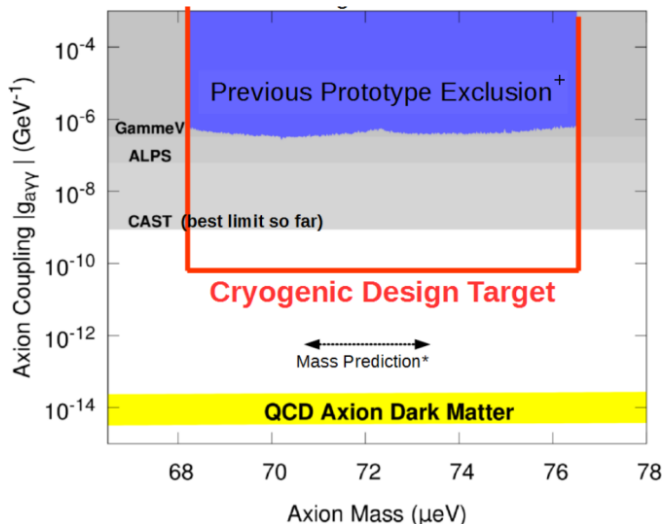 10⁻⁴
Previous Prototype Exclusion⁺
10⁻⁶
GammeV
ALPS
10⁻⁸
CAST (best limit so far)
10⁻¹⁰
Cryogenic Design Target
10⁻¹²
Mass Prediction*
QCD Axion Dark Matter
10⁻¹⁴
Axion Coupling |gₐᵧᵧ| (GeV⁻¹)
68 70 72 74 76 78
Axion Mass (μeV)